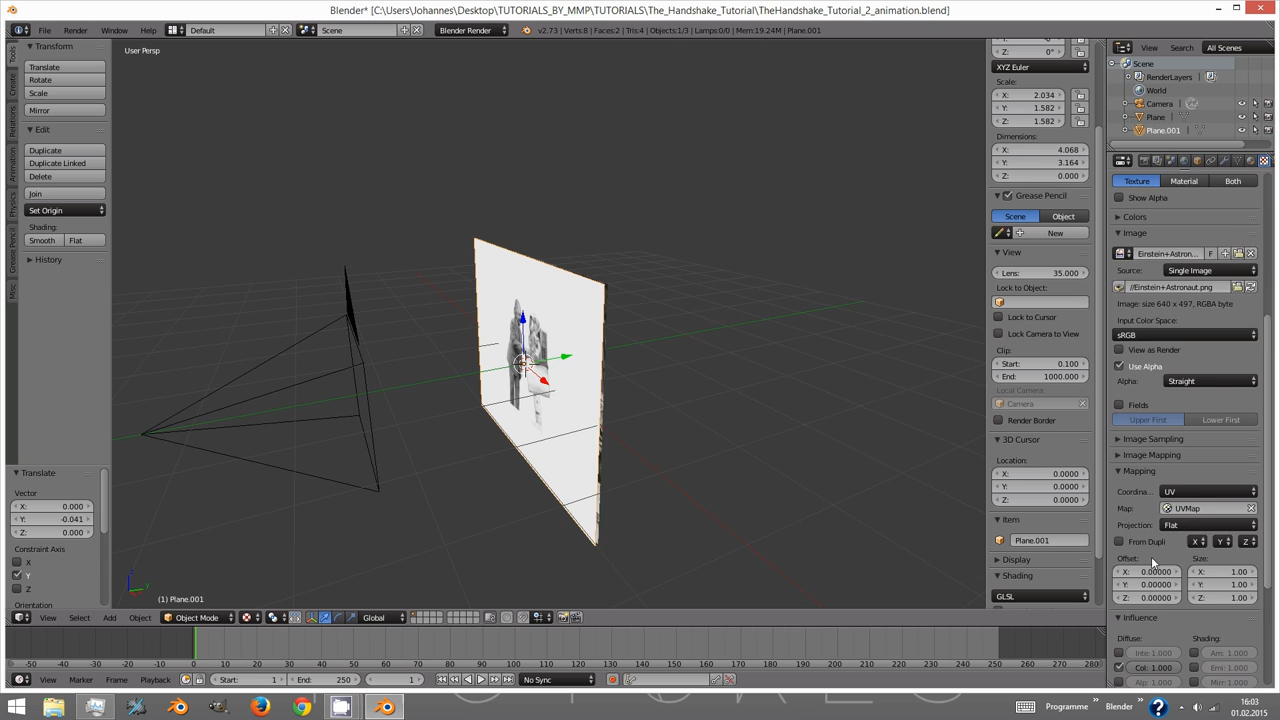 Blender* [C:\Users\Johannes\Desktop\TUTORIALS_BY_MMP\TUTORIALS\The_Handshake_Tutorial\TheHandshake_Tutorial_2_animation.blend]
File Render Window Help Default Scene Blender Render v2.73 | Verts:8 | Faces:2 | Tris:4 | Objects:1/3 | Lamps:0/0 | Mem:19.24M | Plane.001
Tools
Create
Relations
Animation
Physics
Grease Pencil
Misc
Transform
Translate
Rotate
Scale
Mirror
Edit
Duplicate
Duplicate Linked
Delete
Join
Set Origin
Shading:
Smooth Flat
History
Translate
Vector
X: 0.000
Y: -0.041
Z: 0.000
Constraint Axis
X
Y
Z
Orientation
User Persp
(1) Plane.001
Z: 0°
XYZ Euler
Scale:
X: 2.034
Y: 1.582
Z: 1.582
Dimensions:
X: 4.068
Y: 3.164
Z: 0.000
Grease Pencil
Scene Object
New
View
Lens: 35.000
Lock to Object:
Lock to Cursor
Lock Camera to View
Clip:
Start: 0.100
End: 1000.000
Local Camera:
Camera
Render Border
3D Cursor
Location:
X: 0.0000
Y: 0.0000
Z: 0.0000
Item
Plane.001
Display
Shading
GLSL
View Search All Scenes
Scene
RenderLayers
World
Camera
Plane
Plane.001
Texture Material Both
Show Alpha
Colors
Image
Einstein+Astron... F
Source: Single Image
//Einstein+Astronaut.png
Image: size 640 x 497, RGBA byte
Input Color Space:
sRGB
View as Render
Use Alpha
Alpha: Straight
Fields
Upper First Lower First
Image Sampling
Image Mapping
Mapping
Coordina... UV
Map: UVMap
Projection: Flat
From Dupli X Y Z
Offset: Size:
X: 0.00000 X: 1.00
Y: 0.00000 Y: 1.00
Z: 0.00000 Z: 1.00
Influence
Diffuse: Shading:
Inte: 1.000 Am: 1.000
Col: 1.000 Emi: 1.000
Alp: 1.000 Mirr: 1.000
View Select Add Object Object Mode Global
-50 -40 -30 -20 -10 0 10 20 30 40 50 60 70 80 90 100 110 120 130 140 150 160 170 180 190 200 210 220 230 240 250 260 270 280
View Marker Frame Playback Start: 1 End: 250 1 No Sync
Programme Blender 16:03
01.02.2015